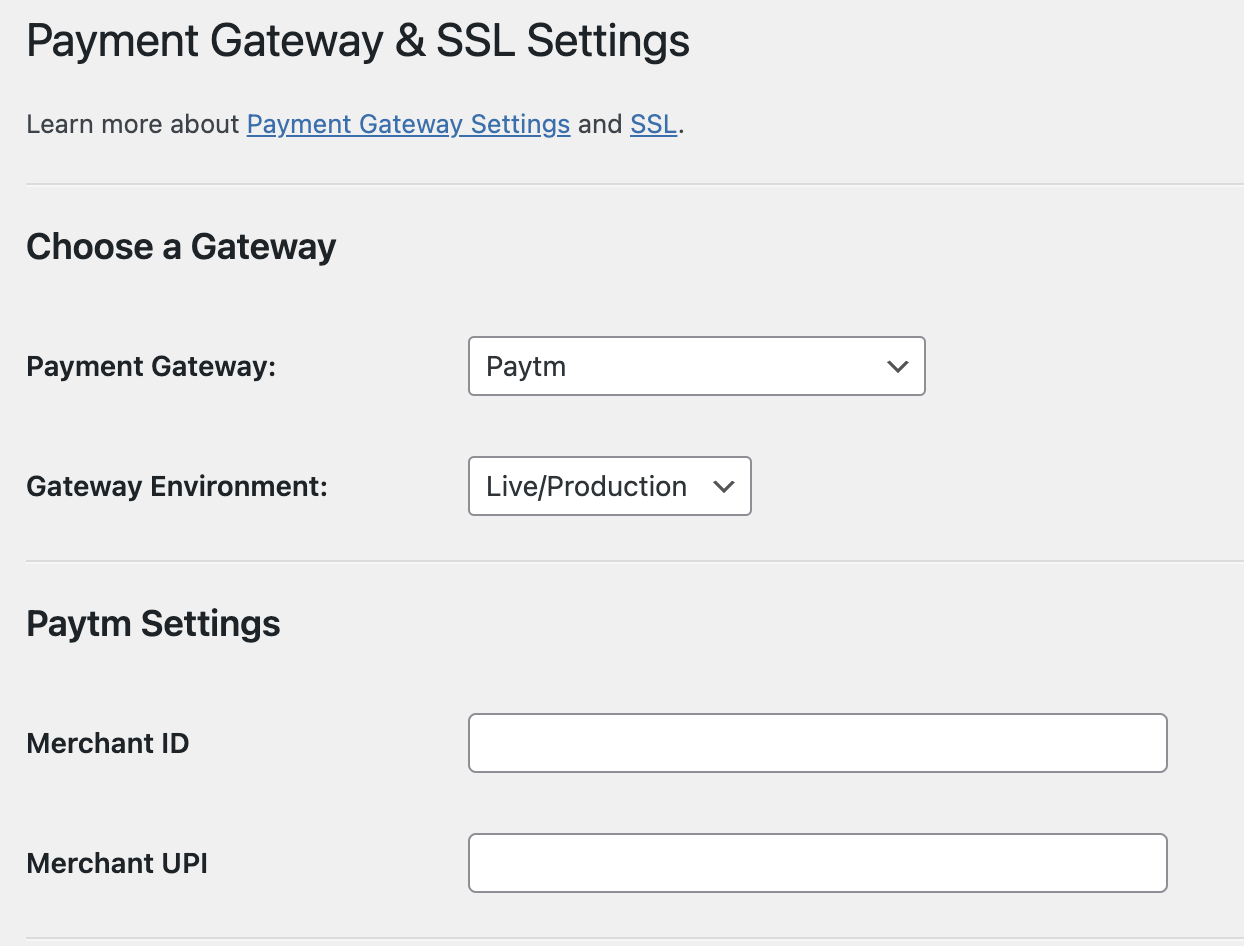 Payment Gateway & SSL Settings
Learn more about Payment Gateway Settings and SSL.
Choose a Gateway
Payment Gateway: Paytm
Gateway Environment: Live/Production
Paytm Settings
Merchant ID
Merchant UPI